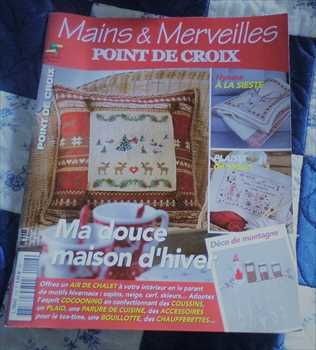 Mains & Merveilles
POINT DE CROIX
POINT DE CROIX
À LA SIESTE
PLAISIR
Ma douce
maison d'hiver
Déco de montagne
Offrez un AIR DE CHALET à votre intérieur en le parant
de motifs hivernaux : sapins, neige, cerf, skieurs... Adoptez
l'esprit COCOONING en confectionnant des COUSSINS,
un PLAID, une PARURE DE CUISINE, des ACCESSOIRES
pour le tea-time, une BOUILLOTTE, des CHAUFFERETTES...